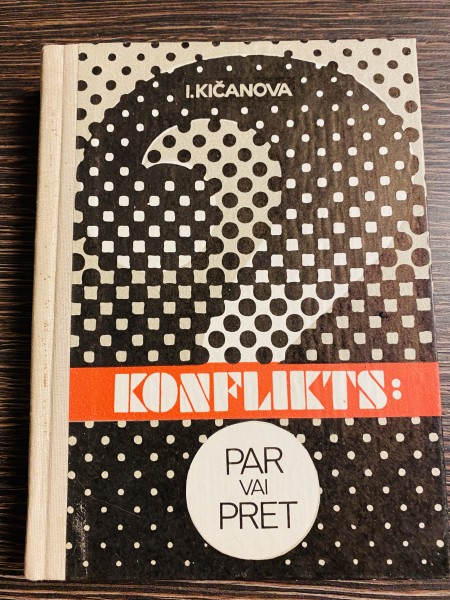 I.KIČANOVA
KONFLIKTS:
PAR
VAI
PRET